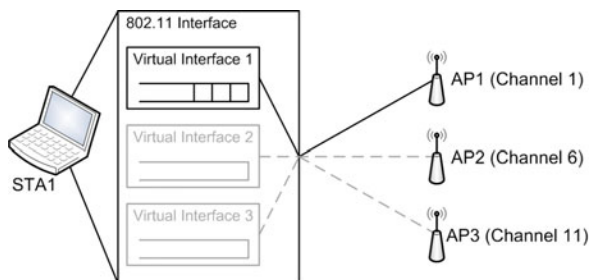 802.11 Interface
Virtual Interface 1
Virtual Interface 2
Virtual Interface 3
STA1
AP1 (Channel 1)
AP2 (Channel 6)
AP3 (Channel 11)